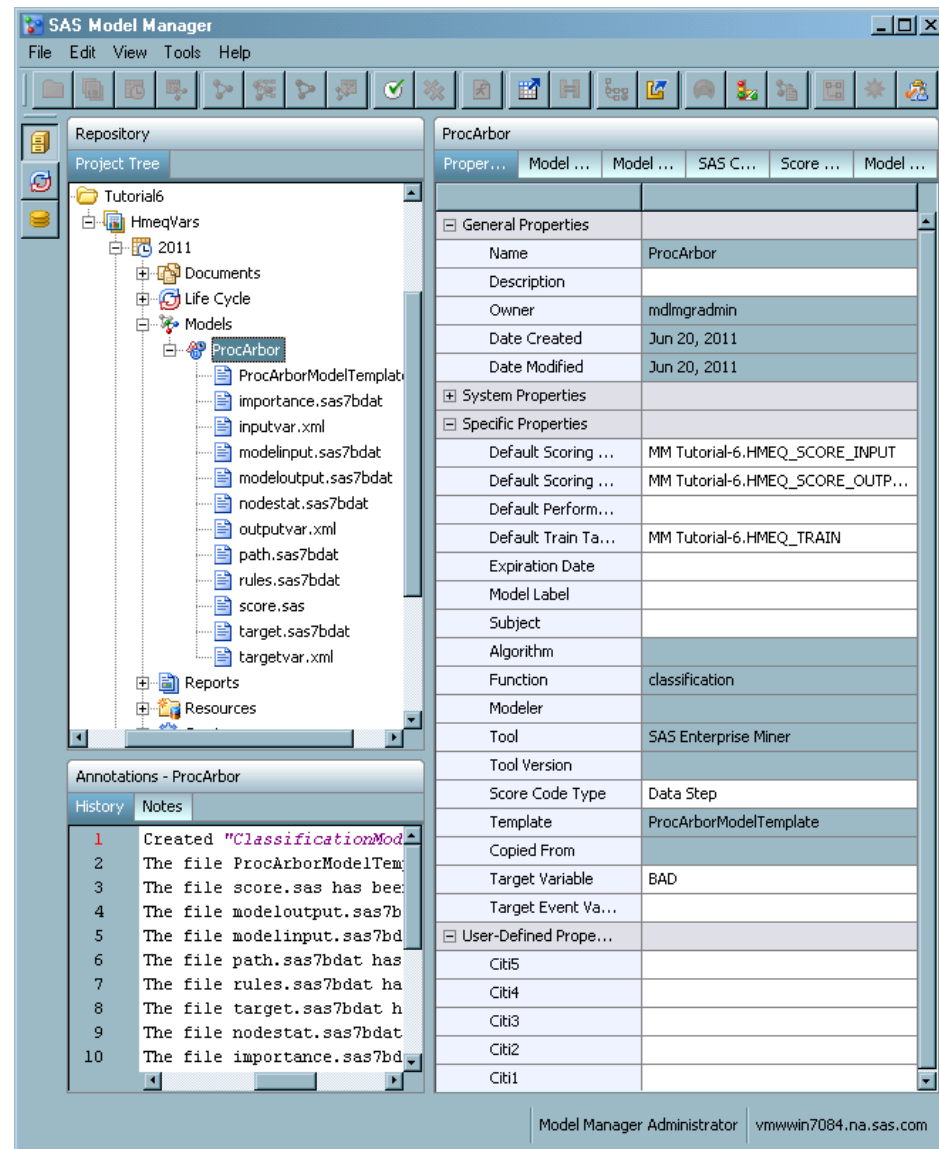 SAS Model Manager
File Edit View Tools Help
Repository
Project Tree
Tutorial6
HmeqVars
2011
Documents
Life Cycle
Models
ProcArbor
ProcArborModelTemplat
importance.sas7bdat
inputvar.xml
modelinput.sas7bdat
modeloutput.sas7bdat
nodestat.sas7bdat
outputvar.xml
path.sas7bdat
rules.sas7bdat
score.sas
target.sas7bdat
targetvar.xml
Reports
Resources
Annotations - ProcArbor
History Notes
1 Created "ClassificationMod
2 The file ProcArborModelTem
3 The file score.sas has bee
4 The file modeloutput.sas7b
5 The file modelinput.sas7bd
6 The file path.sas7bdat has
7 The file rules.sas7bdat ha
8 The file target.sas7bdat h
9 The file nodestat.sas7bdat
10 The file importance.sas7bd
ProcArbor
Proper... Model ... Model ... SAS C... Score ... Model ...
General Properties
Name ProcArbor
Description
Owner mdlmgradmin
Date Created Jun 20, 2011
Date Modified Jun 20, 2011
System Properties
Specific Properties
Default Scoring ... MM Tutorial-6.HMEQ_SCORE_INPUT
Default Scoring ... MM Tutorial-6.HMEQ_SCORE_OUTP...
Default Perform...
Default Train Ta... MM Tutorial-6.HMEQ_TRAIN
Expiration Date
Model Label
Subject
Algorithm
Function classification
Modeler
Tool SAS Enterprise Miner
Tool Version
Score Code Type Data Step
Template ProcArborModelTemplate
Copied From
Target Variable BAD
Target Event Va...
User-Defined Prope...
Citi5
Citi4
Citi3
Citi2
Citi1
Model Manager Administrator vmwwin7084.na.sas.com